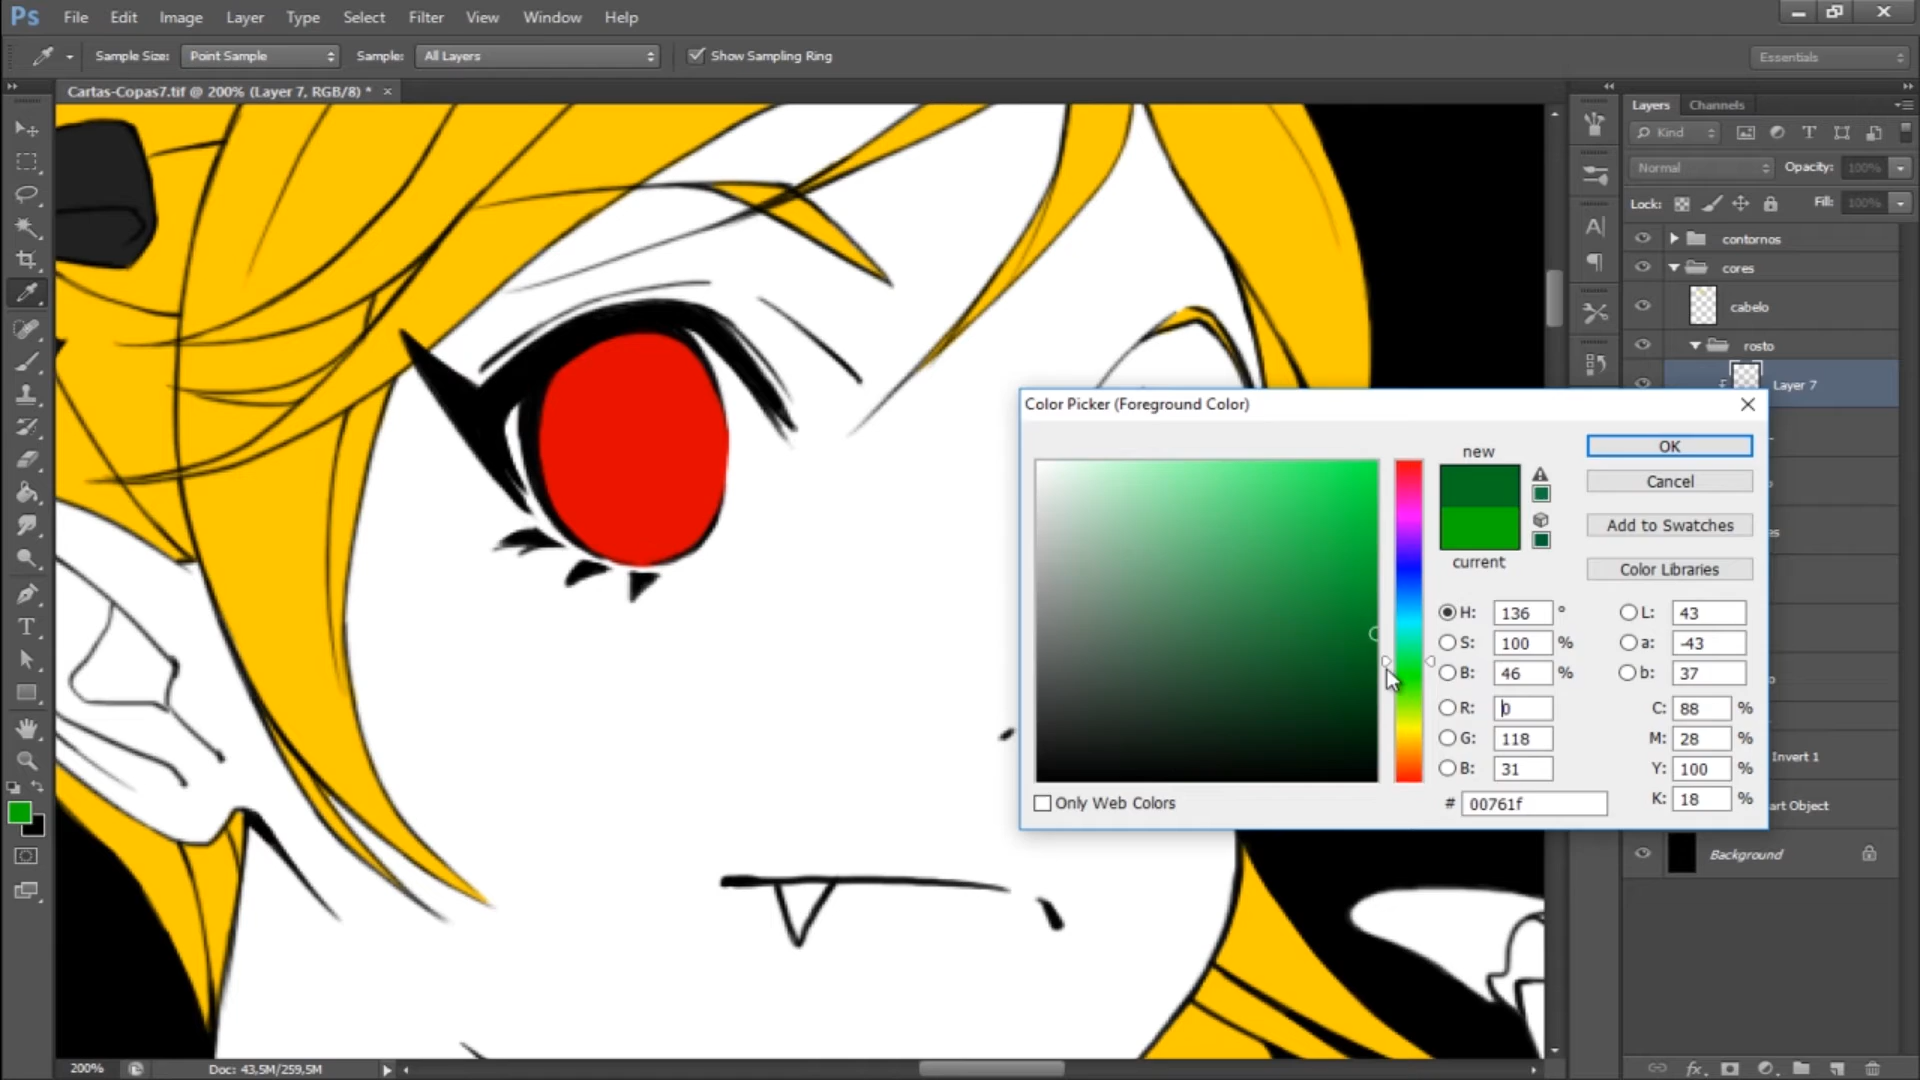 Ps File Edit Image Layer Type Select Filter View Window Help
Sample Size: Point Sample Sample: All Layers Show Sampling Ring Essentials
Cartas-Copas7.tif @ 200% (Layer 7, RGB/8) * ×
Layers Channels
Kind
Normal Opacity: 100%
Lock: Fill: 100%
contornos
cores
cabelo
rosto
Layer 7
Color Picker (Foreground Color)
new
current
OK
Cancel
Add to Swatches
Color Libraries
H: 136 ° L: 43
S: 100 % a: -43
B: 46 % b: 37
R: 0 C: 88 %
G: 118 M: 28 %
B: 31 Y: 100 %
# 00761f K: 18 %
Only Web Colors
Invert 1
art Object
Background
200% Doc: 43,5M/259,5M